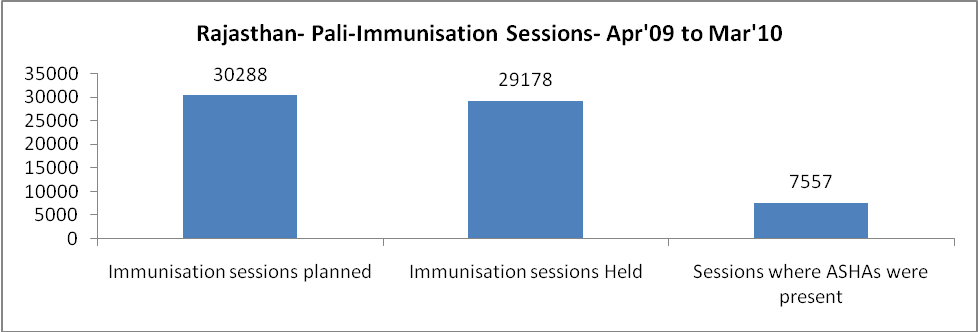 Rajasthan- Pali-Immunisation Sessions- Apr'09 to Mar'10
35000
30000
25000
20000
15000
10000
5000
0
30288
29178
7557
Immunisation sessions planned
Immunisation sessions Held
Sessions where ASHAs were
present